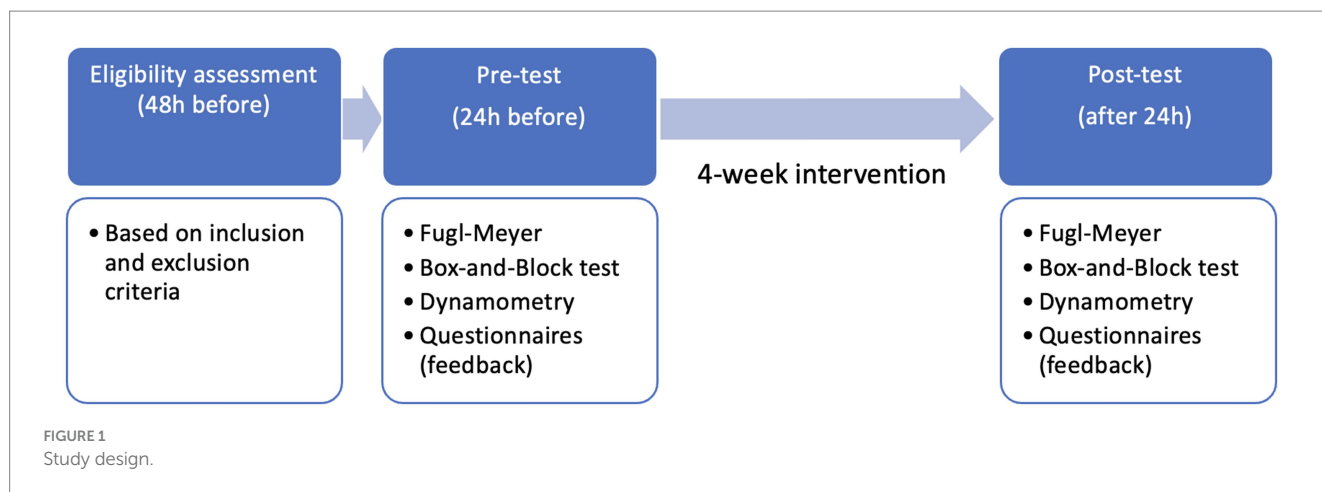 Eligibility assessment
(48h before)
Pre-test
(24h before)
4-week intervention
Post-test
(after 24h)
• Based on inclusion
and exclusion
criteria
• Fugl-Meyer
• Box-and-Block test
• Dynamometry
• Questionnaires
(feedback)
• Fugl-Meyer
• Box-and-Block test
• Dynamometry
• Questionnaires
(feedback)
FIGURE 1
Study design.